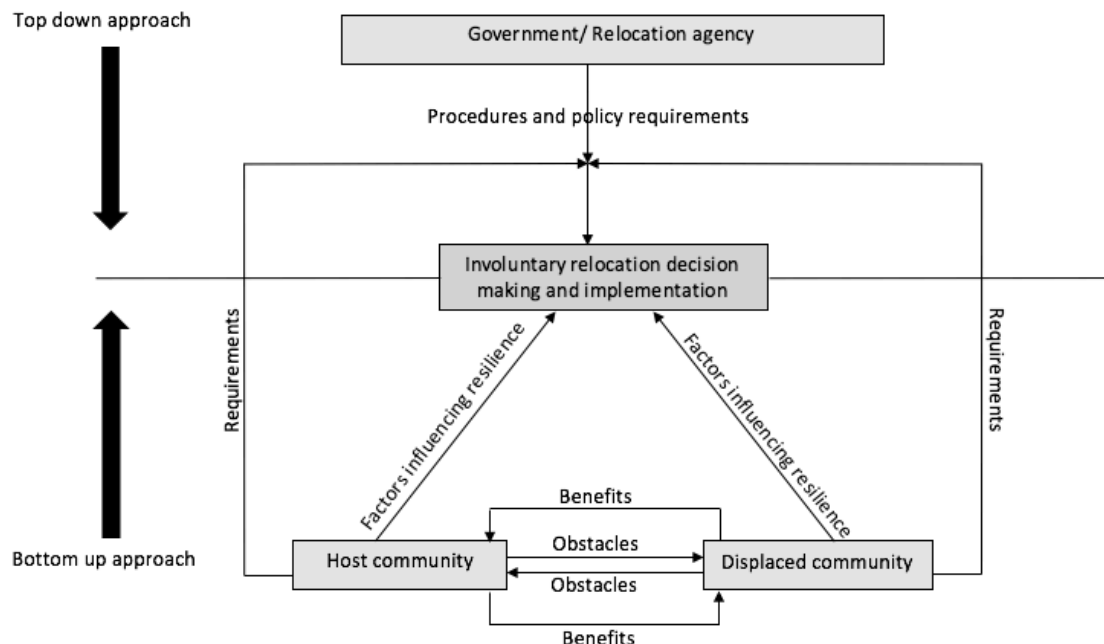 Top down approach
Government/ Relocation agency
Procedures and policy requirements
Involuntary relocation decision
making and implementation
Requirements
Factors influencing resilience
Factors influencing resilience
Requirements
Benefits
Obstacles
Host community
Displaced community
Obstacles
Bottom up approach
Benefits